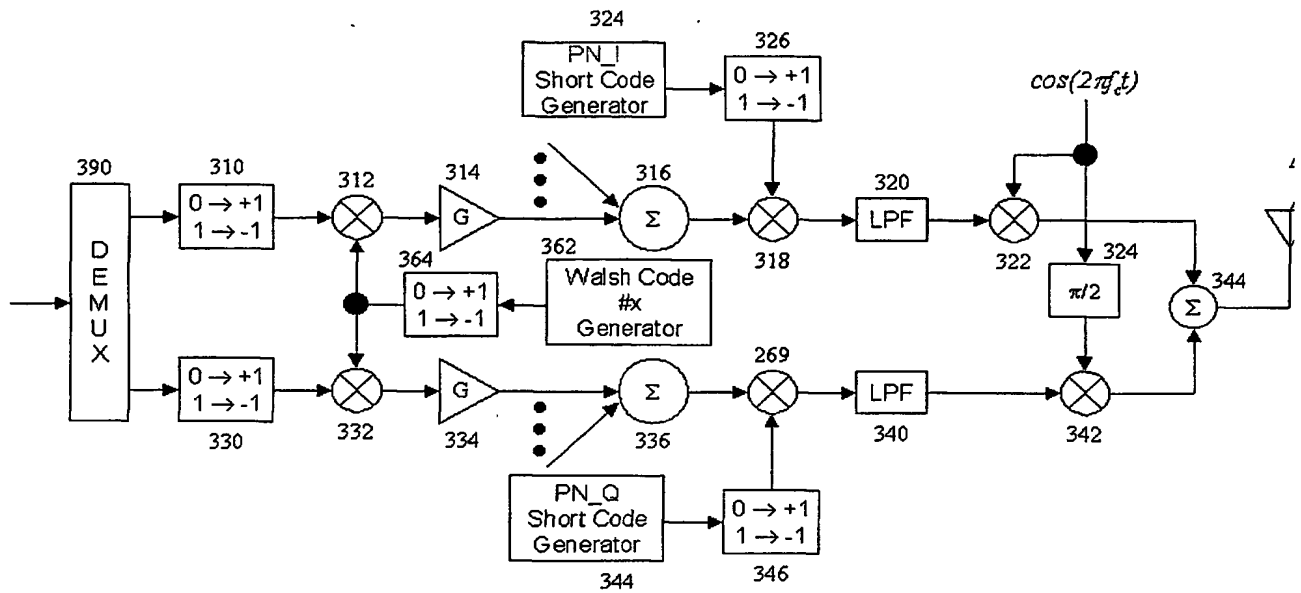 324
PN_I
Short Code
Generator
326
0 → +1
1 → -1
cos(2πf_ct)
390
DEMUX
310
0 → +1
1 → -1
312
314
G
316
Σ
318
320
LPF
322
324
π/2
344
Σ
364
0 → +1
1 → -1
362
Walsh Code
#x
Generator
330
0 → +1
1 → -1
332
334
G
336
Σ
269
340
LPF
342
PN_Q
Short Code
Generator
344
346
0 → +1
1 → -1